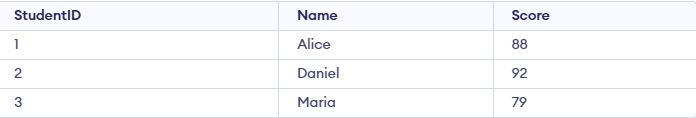 StudentID Name Score
1 Alice 88
2 Daniel 92
3 Maria 79